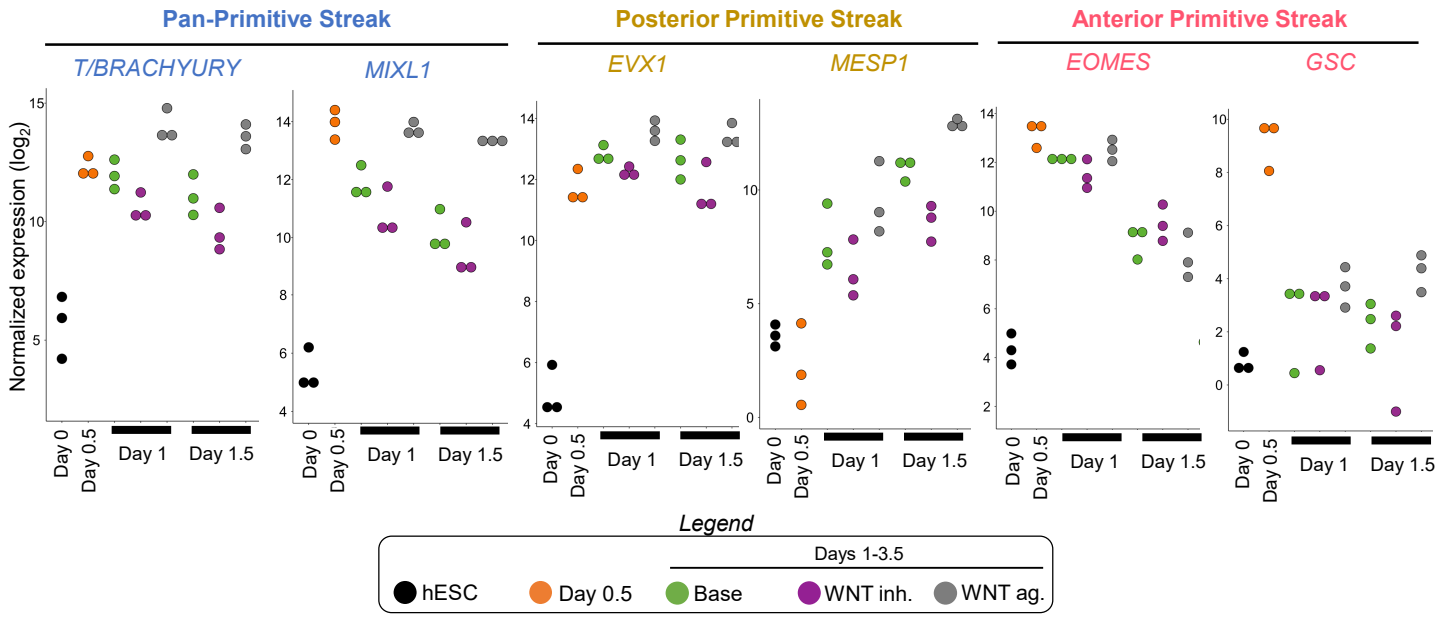 Pan-Primitive Streak
Posterior Primitive Streak
Anterior Primitive Streak
T/BRACHYURY
MIXL1
EVX1
MESP1
EOMES
GSC
Normalized expression (log2)
15
10
5
14
12
10
8
6
4
14
12
10
8
6
4
10
5
0
14
12
10
8
6
4
2
10
8
6
4
2
0
Day 0
Day 0.5
Day 1
Day 1.5
Day 0
Day 0.5
Day 1
Day 1.5
Day 0
Day 0.5
Day 1
Day 1.5
Day 0
Day 0.5
Day 1
Day 1.5
Day 0
Day 0.5
Day 1
Day 1.5
Day 0
Day 0.5
Day 1
Day 1.5
Legend
Days 1-3.5
hESC
Day 0.5
Base
WNT inh.
WNT ag.